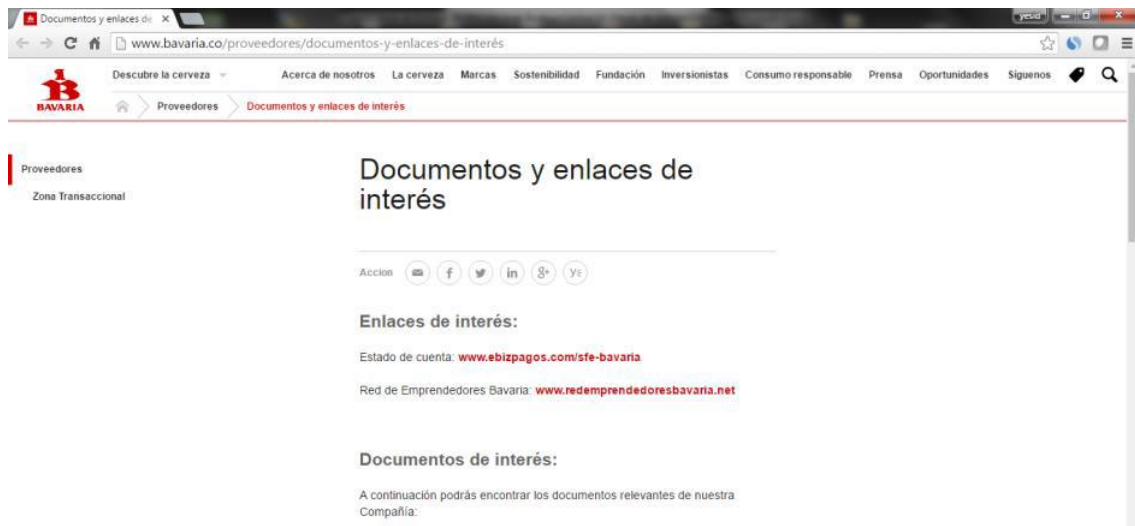 Documentos y enlaces de
yesid
www.bavaria.co/proveedores/documentos-y-enlaces-de-interés
Descubre la cerveza Acerca de nosotros La cerveza Marcas Sostenibilidad Fundación Inversionistas Consumo responsable Prensa Oportunidades Síguenos
B
BAVARIA
Proveedores Documentos y enlaces de interés
Proveedores
Zona Transaccional
Documentos y enlaces de
interés
Accion f in g+
Enlaces de interés:
Estado de cuenta: www.ebizpagos.com/sfe-bavaria
Red de Emprendedores Bavaria: www.redemprendedoresbavaria.net
Documentos de interés:
A continuación podrás encontrar los documentos relevantes de nuestra
Compañía: